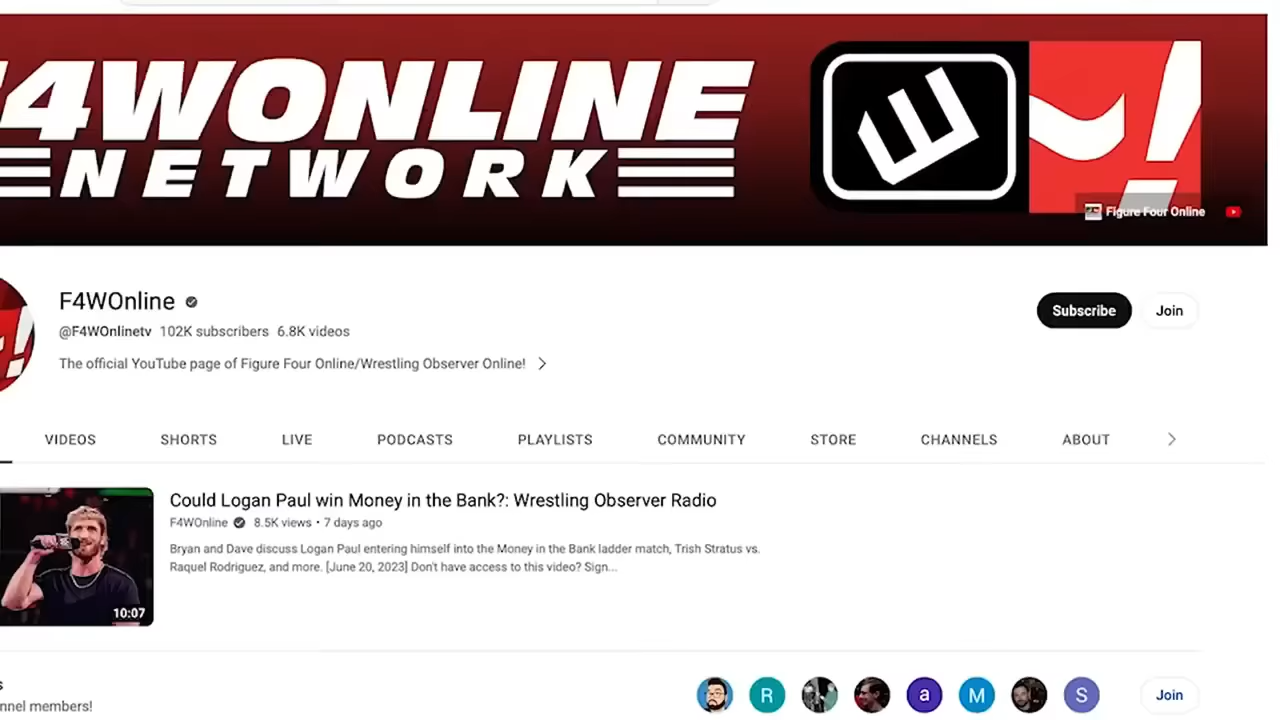 4WONLINE
NETWORK
Figure Four Online
F4WOnline
@F4WOnlinetv 102K subscribers 6.8K videos
The official YouTube page of Figure Four Online/Wrestling Observer Online!
Subscribe
Join
VIDEOS SHORTS LIVE PODCASTS PLAYLISTS COMMUNITY STORE CHANNELS ABOUT
Could Logan Paul win Money in the Bank?: Wrestling Observer Radio
F4WOnline 8.5K views • 7 days ago
Bryan and Dave discuss Logan Paul entering himself into the Money in the Bank ladder match, Trish Stratus vs.
Raquel Rodriguez, and more. [June 20, 2023] Don't have access to this video? Sign...
10:07
s
nnel members!
R a M S
Join